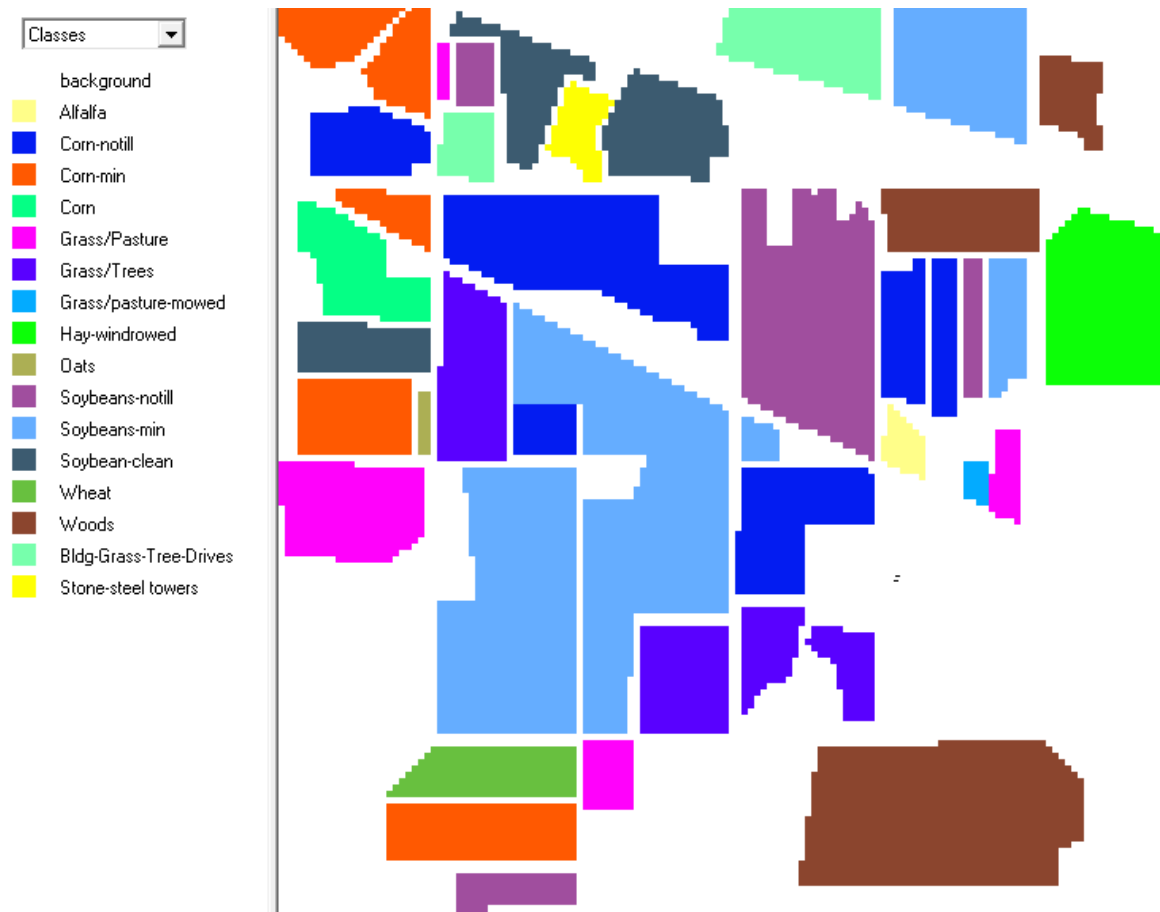 Classes
background
Alfalfa
Corn-notill
Corn-min
Corn
Grass/Pasture
Grass/Trees
Grass/pasture-mowed
Hay-windrowed
Oats
Soybeans-notill
Soybeans-min
Soybean-clean
Wheat
Woods
Bldg-Grass-Tree-Drives
Stone-steel towers